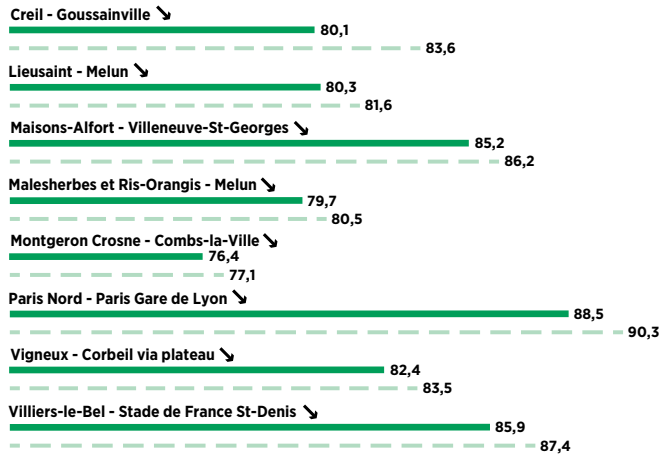 Creil - Goussainville ↘
80,1
83,6
Lieusaint - Melun ↘
80,3
81,6
Maisons-Alfort - Villeneuve-St-Georges ↘
85,2
86,2
Malesherbes et Ris-Orangis - Melun ↘
79,7
80,5
Montgeron Crosne - Combs-la-Ville ↘
76,4
77,1
Paris Nord - Paris Gare de Lyon ↘
88,5
90,3
Vigneux - Corbeil via plateau ↘
82,4
83,5
Villiers-le-Bel - Stade de France St-Denis ↘
85,9
87,4